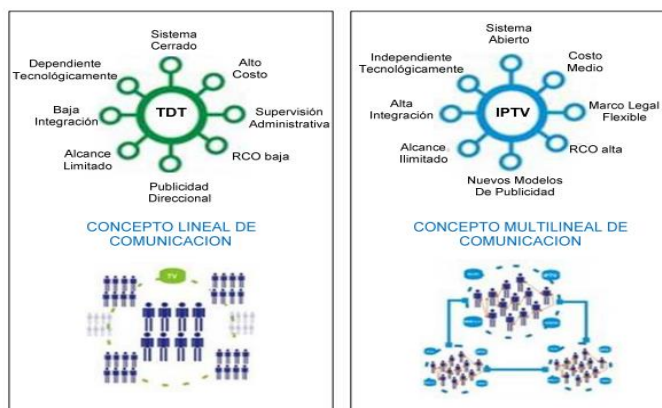 Sistema
Cerrado
Dependiente
Tecnológicamente
Alto
Costo
Baja
Integración
TDT
Supervisión
Administrativa
Alcance
Limitado
RCO baja
Publicidad
Direccional
CONCEPTO LINEAL DE
COMUNICACION
TV
Sistema
Abierto
Independiente
Tecnológicamente
Costo
Medio
Alta
Integración
IPTV
Marco Legal
Flexible
Alcance
Ilimitado
RCO alta
Nuevos Modelos
De Publicidad
CONCEPTO MULTILINEAL DE
COMUNICACION
IPTV